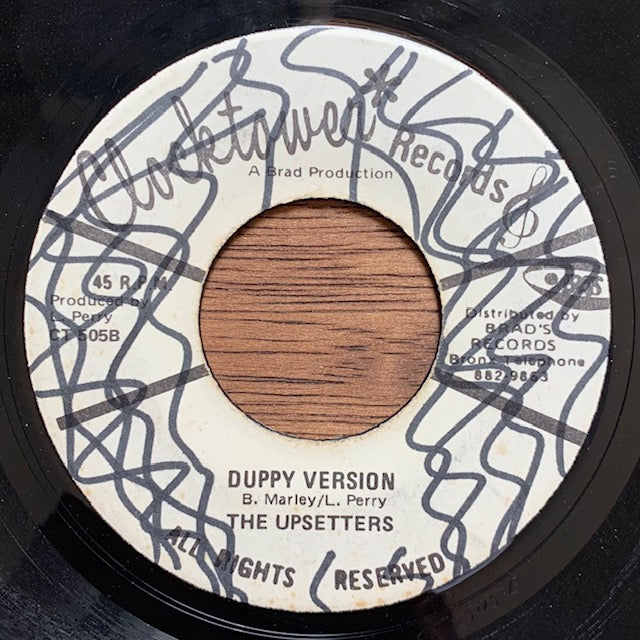 Clocktower Records
A Brad Production
45 R.P.M.
Produced by
L. Perry
CT 505B
Distributed by
BRAD'S
RECORDS
Bronx Telephone
882-9863
DUPPY VERSION
B. Marley/L. Perry
THE UPSETTERS
ALL RIGHTS RESERVED